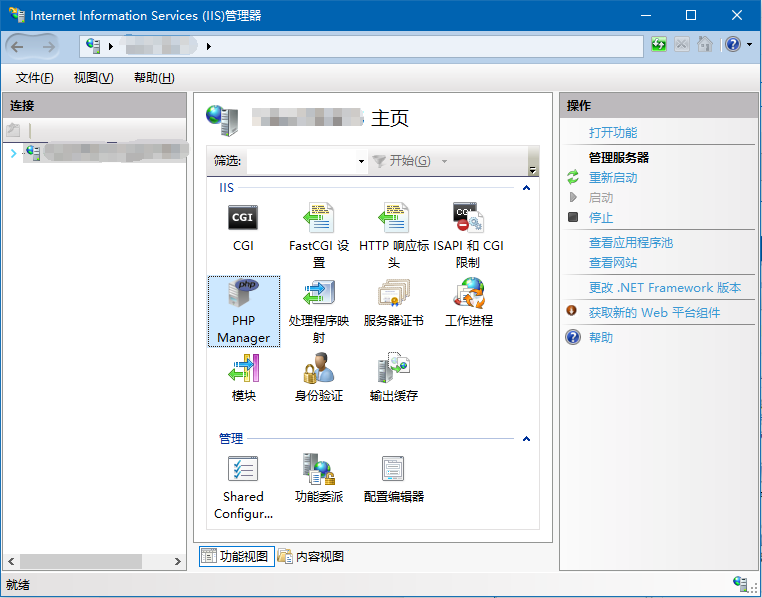 Internet Information Services (IIS)管理器
文件(F) 视图(V) 帮助(H)
连接
主页
筛选: 开始(G)
IIS
CGI
CGI
FastCGI 设
置
HTTP 响应标
头
CGI
ISAPI 和 CGI
限制
php
PHP
Manager
处理程序映
射
服务器证书
工作进程
模块
身份验证
输出缓存
管理
Shared
Configur...
功能委派
配置编辑器
功能视图 内容视图
操作
打开功能
管理服务器
重新启动
启动
停止
查看应用程序池
查看网站
更改 .NET Framework 版本
获取新的 Web 平台组件
帮助
就绪